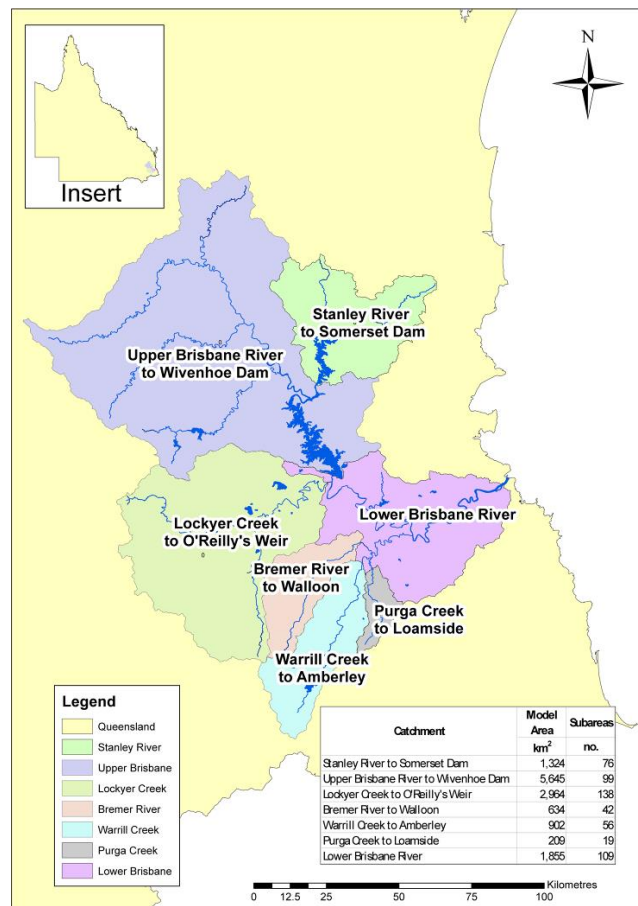 Insert
N
Stanley River
to Somerset Dam
Upper Brisbane River
to Wivenhoe Dam
Lockyer Creek
to O'Reilly's Weir
Lower Brisbane River
Bremer River
to Walloon
Purga Creek
to Loamside
Warrill Creek
to Amberley
Legend
Queensland
Stanley River
Upper Brisbane
Lockyer Creek
Bremer River
Warrill Creek
Purga Creek
Lower Brisbane
Catchment Model Area km² Subareas no.
Stanley River to Somerset Dam 1,324 76
Upper Brisbane River to Wivenhoe Dam 5,645 99
Lockyer Creek to O'Reilly's Weir 2,964 138
Bremer River to Walloon 634 42
Warrill Creek to Amberley 902 56
Purga Creek to Loamside 209 19
Lower Brisbane River 1,855 109
Kilometres
0 12.5 25 50 75 100